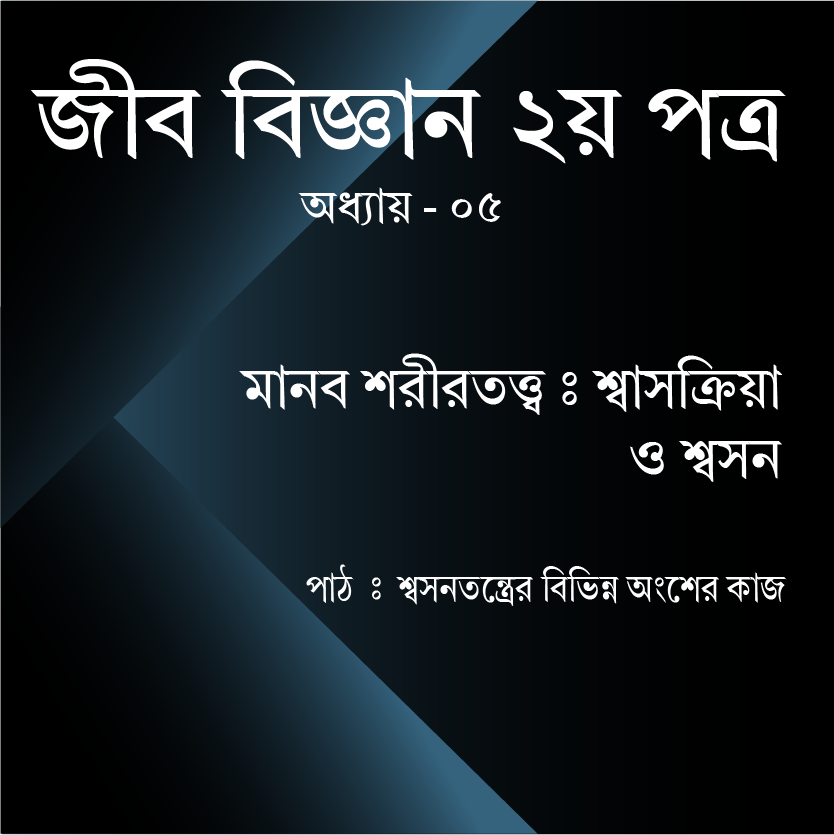 জীব বিজ্ঞান ২য় পত্র
অধ্যায় - ০৫
মানব শরীরতত্ত্ব ঃ শ্বাসক্রিয়া
ও শ্বসন
পাঠ ঃ শ্বসনতন্ত্রের বিভিন্ন অংশের কাজ